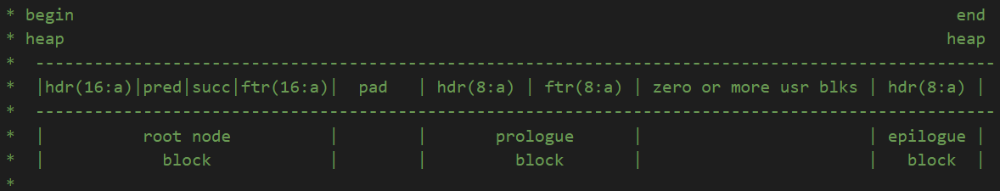 * begin                                                                                          end
* heap                                                                                          heap
*  --------------------------------------------------------------------------------------------------
*  |hdr(16:a)|pred|succ|ftr(16:a)|  pad   | hdr(8:a) | ftr(8:a) | zero or more usr blks | hdr(8:a) |
*  --------------------------------------------------------------------------------------------------
*  |          root node          |        |       prologue      |                       | epilogue |
*  |            block            |        |         block       |                       |   block  |
*